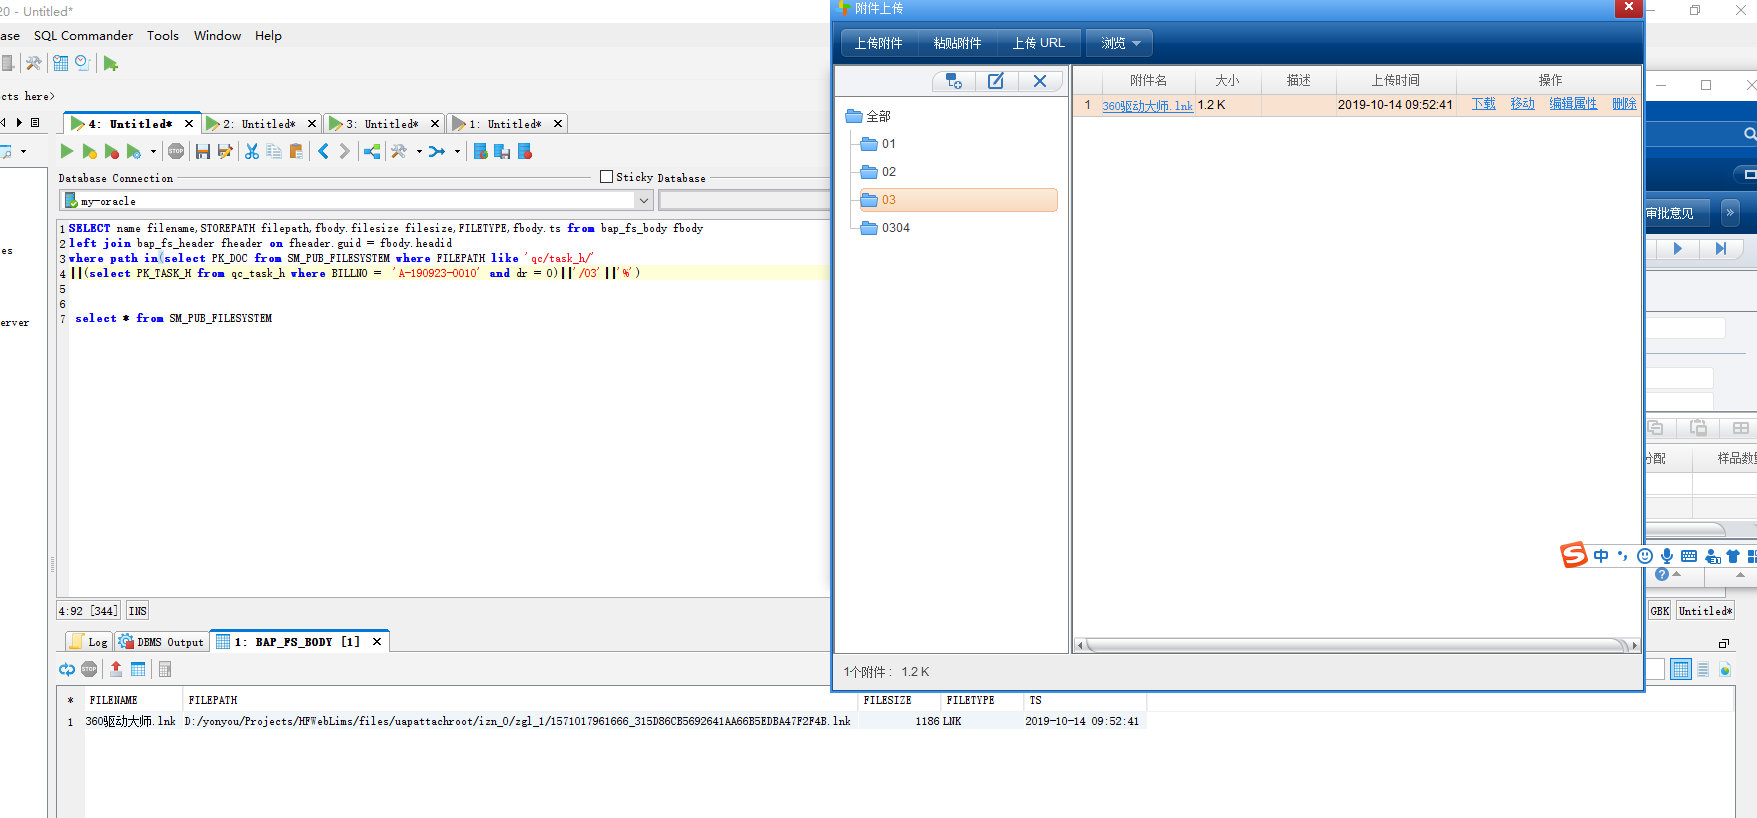 20 - Untitled*
ase SQL Commander Tools Window Help
cts here>
4: Untitled* 2: Untitled* 3: Untitled* 1: Untitled*
STOP
Database Connection Sticky Database
my-oracle
1 SELECT name filename,STOREPATH filepath,fbody.filesize filesize,FILETYPE,fbody.ts from bap_fs_body fbody
2 left join bap_fs_header fheader on fheader.guid = fbody.headid
3 where path in(select PK_DOC from SM_PUB_FILESYSTEM where FILEPATH like 'qc/task_h/'
4 ||(select PK_TASK_H from qc_task_h where BILLNO = 'A-190923-0010' and dr = 0)||'/03'||'%')
5
6
7 select * from SM_PUB_FILESYSTEM
es
erver
4:92 [344] INS
GBK Untitled*
Log DBMS Output 1: BAP_FS_BODY [1]
STOP
* FILENAME FILEPATH FILESIZE FILETYPE TS
1 360驱动大师.lnk D:/yonyou/Projects/HFWebLims/files/uapattachroot/izn_0/zgl_1/1571017961666_315D86CB5692641AA66B5EDBA47F2F4B.lnk 1186 LNK 2019-10-14 09:52:41
附件上传
上传附件 粘贴附件 上传 URL 浏览
全部
01
02
03
0304
附件名 大小 描述 上传时间 操作
1 360驱动大师.lnk 1.2 K 2019-10-14 09:52:41 下载 移动 编辑属性 删除
1个附件： 1.2 K
审批意见 »
分配 样品数
S 中